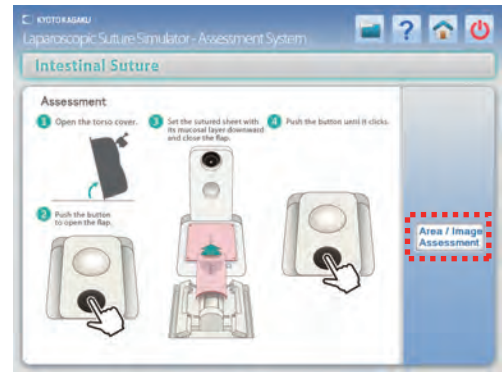 KYOTO KAGAKU
Laparoscopic Suture Simulator - Assessment System
?
Intestinal Suture
Assessment
1 Open the torso cover.
2 Push the button
to open the flap.
3 Set the sutured sheet with
its mucosal layer downward
and close the flap.
4 Push the button until it clicks.
Area / Image
Assessment